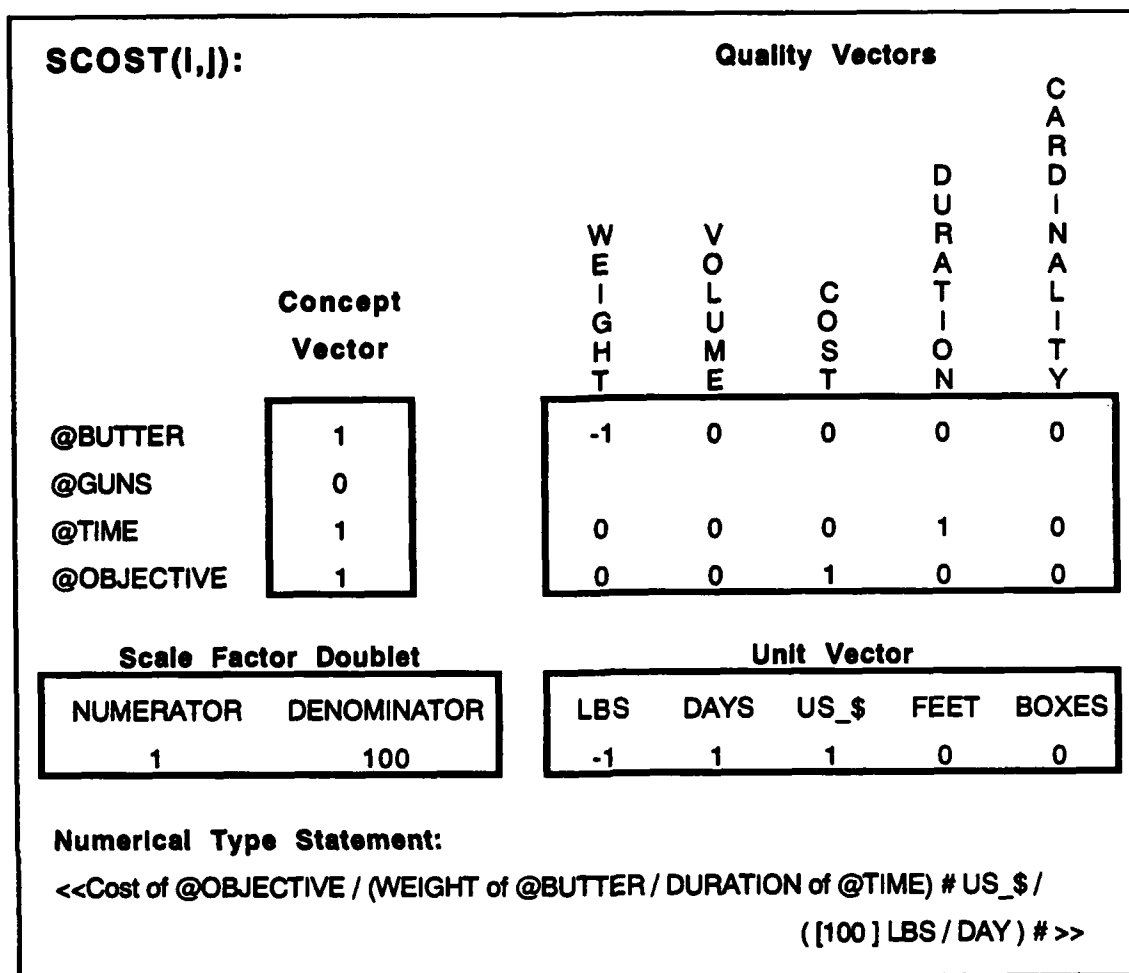 SCOST(i,j):
Quality Vectors
WEIGHT
VOLUME
COST
DURATION
CARDINALITY
Concept
Vector
@BUTTER 1 -1 0 0 0 0
@GUNS 0
@TIME 1 0 0 0 1 0
@OBJECTIVE 1 0 0 1 0 0
Scale Factor Doublet
NUMERATOR DENOMINATOR
1 100
Unit Vector
LBS DAYS US_$ FEET BOXES
-1 1 1 0 0
Numerical Type Statement:
<<Cost of @OBJECTIVE / (WEIGHT of @BUTTER / DURATION of @TIME) # US_$ /
( [100 ] LBS / DAY ) # >>